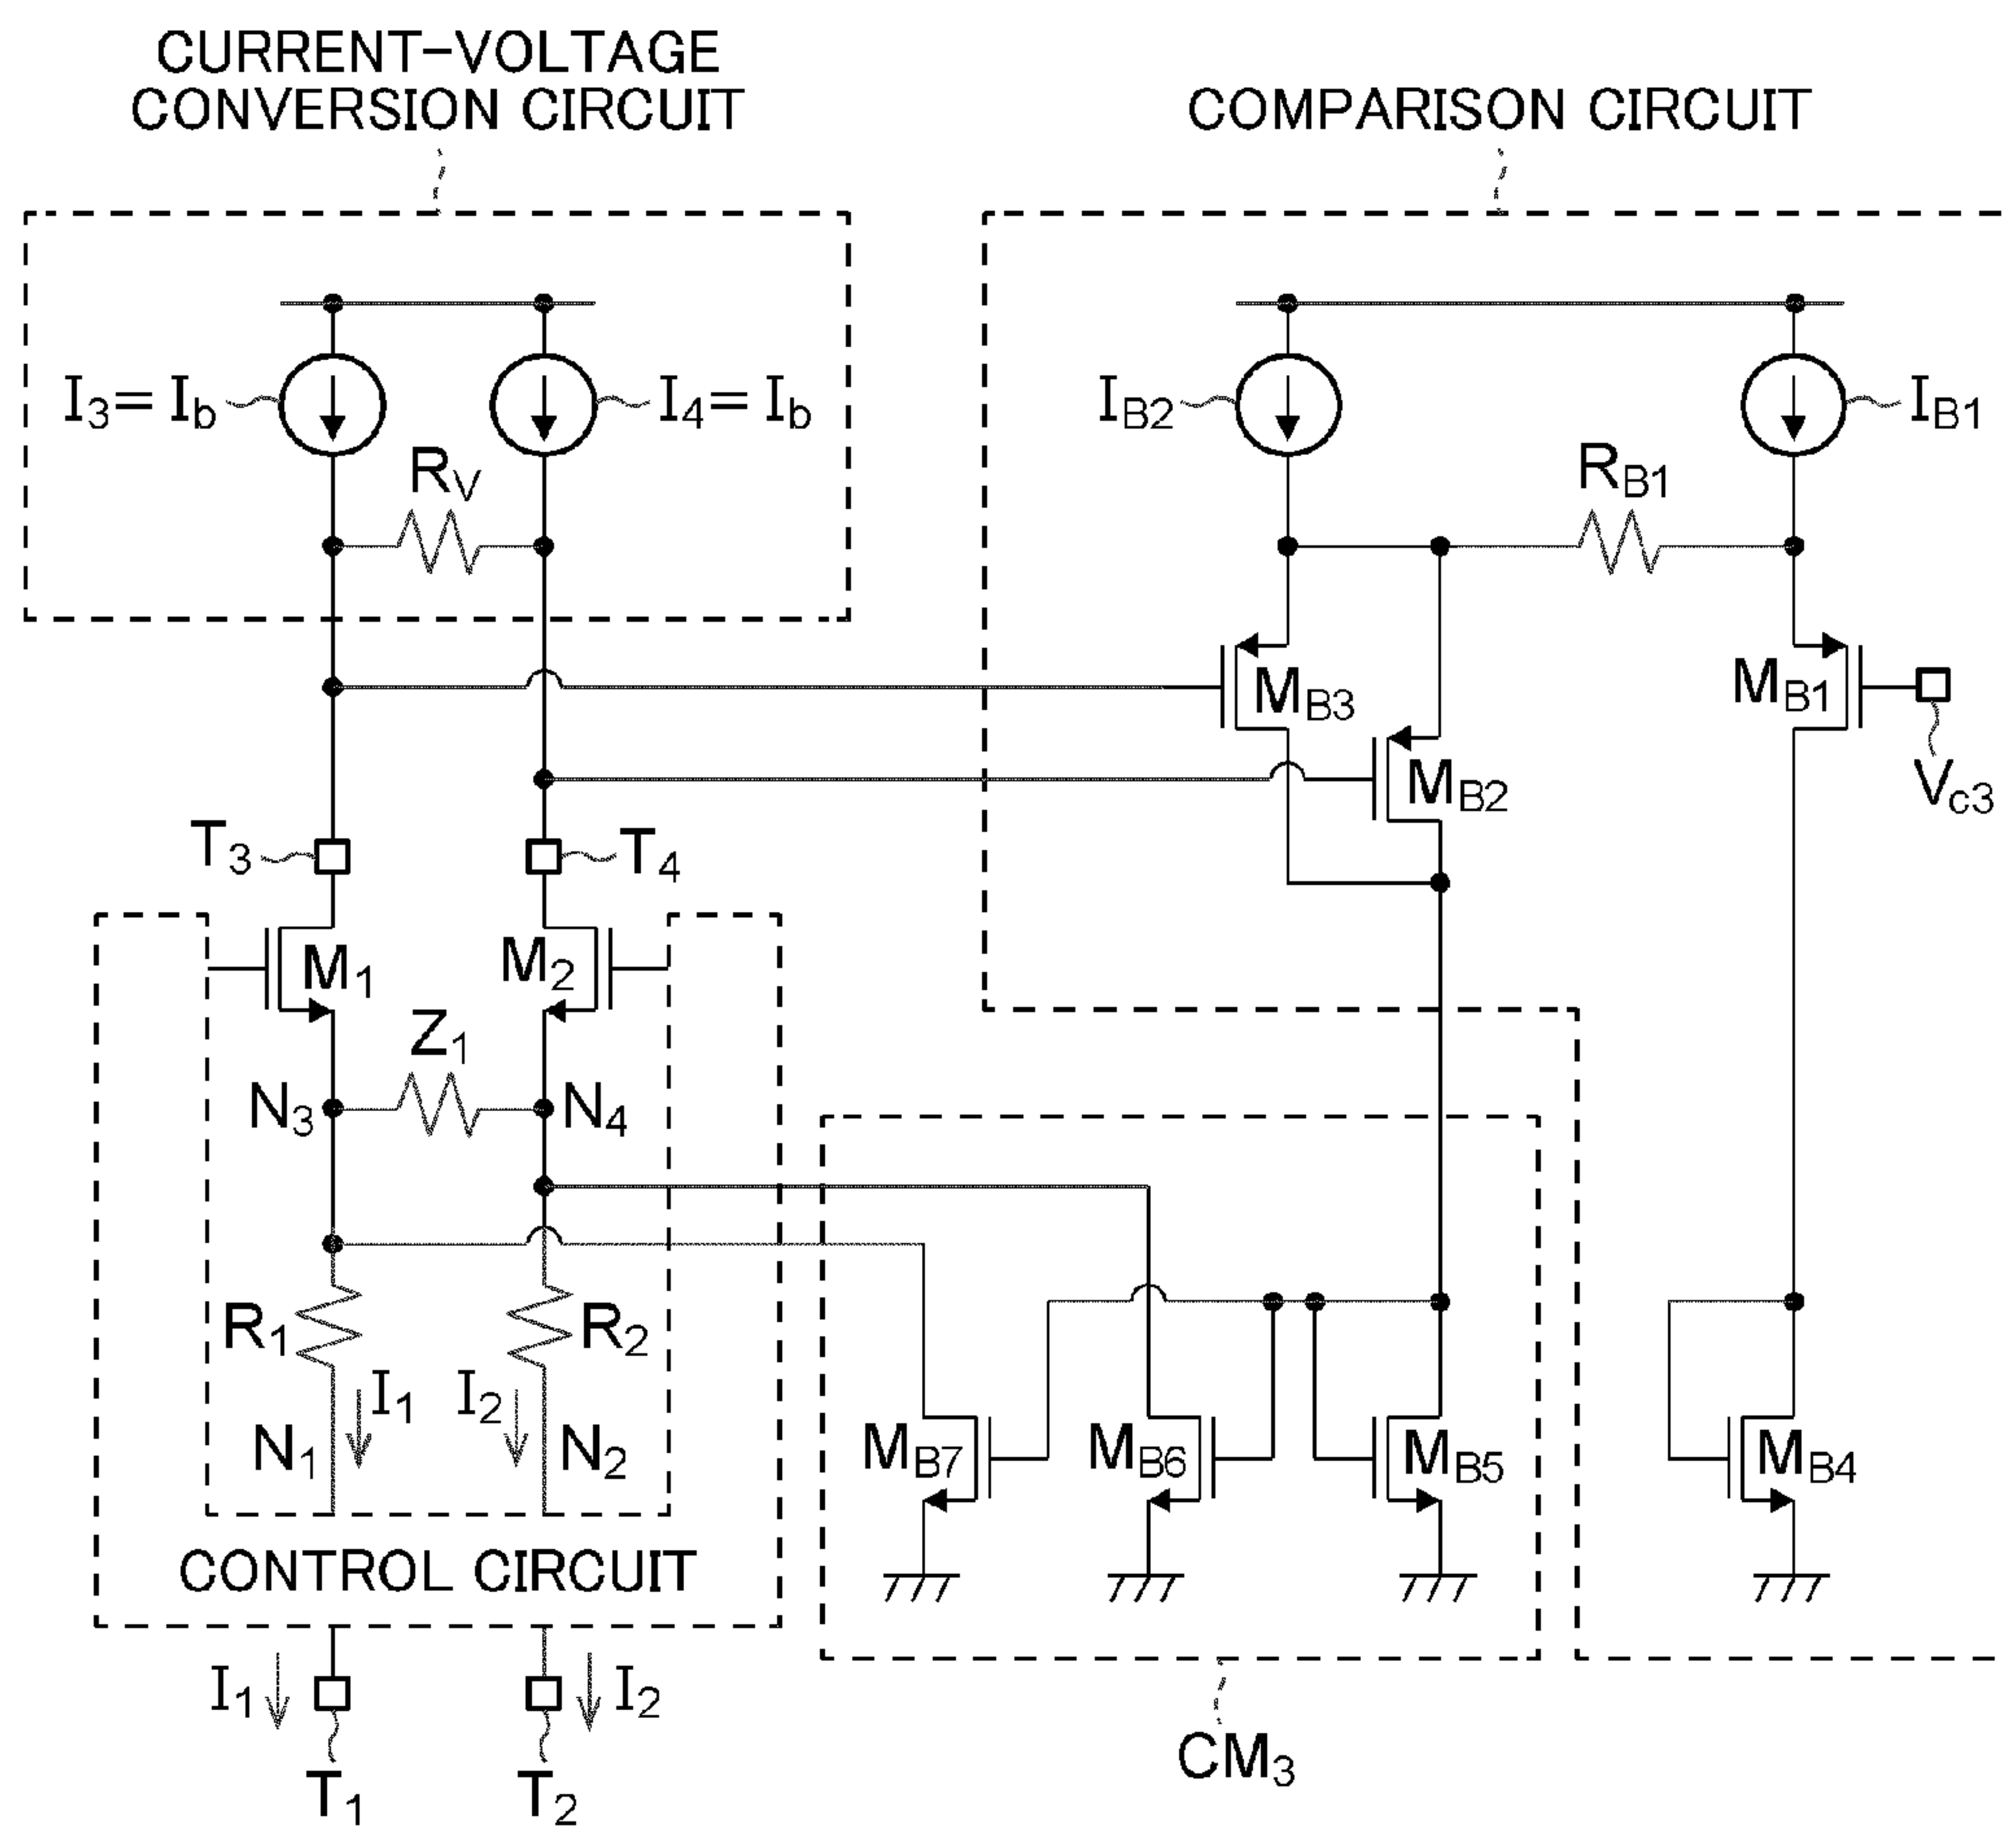 CURRENT-VOLTAGE
CONVERSION CIRCUIT
COMPARISON CIRCUIT
I3= Ib
I4= Ib
RV
IB2
IB1
RB1
MB3
MB1
MB2
Vc3
T3
T4
M1
M2
Z1
N3
N4
R1
R2
I1
I2
N1
N2
MB7
MB6
MB5
MB4
CONTROL CIRCUIT
I1
I2
T1
T2
CM3